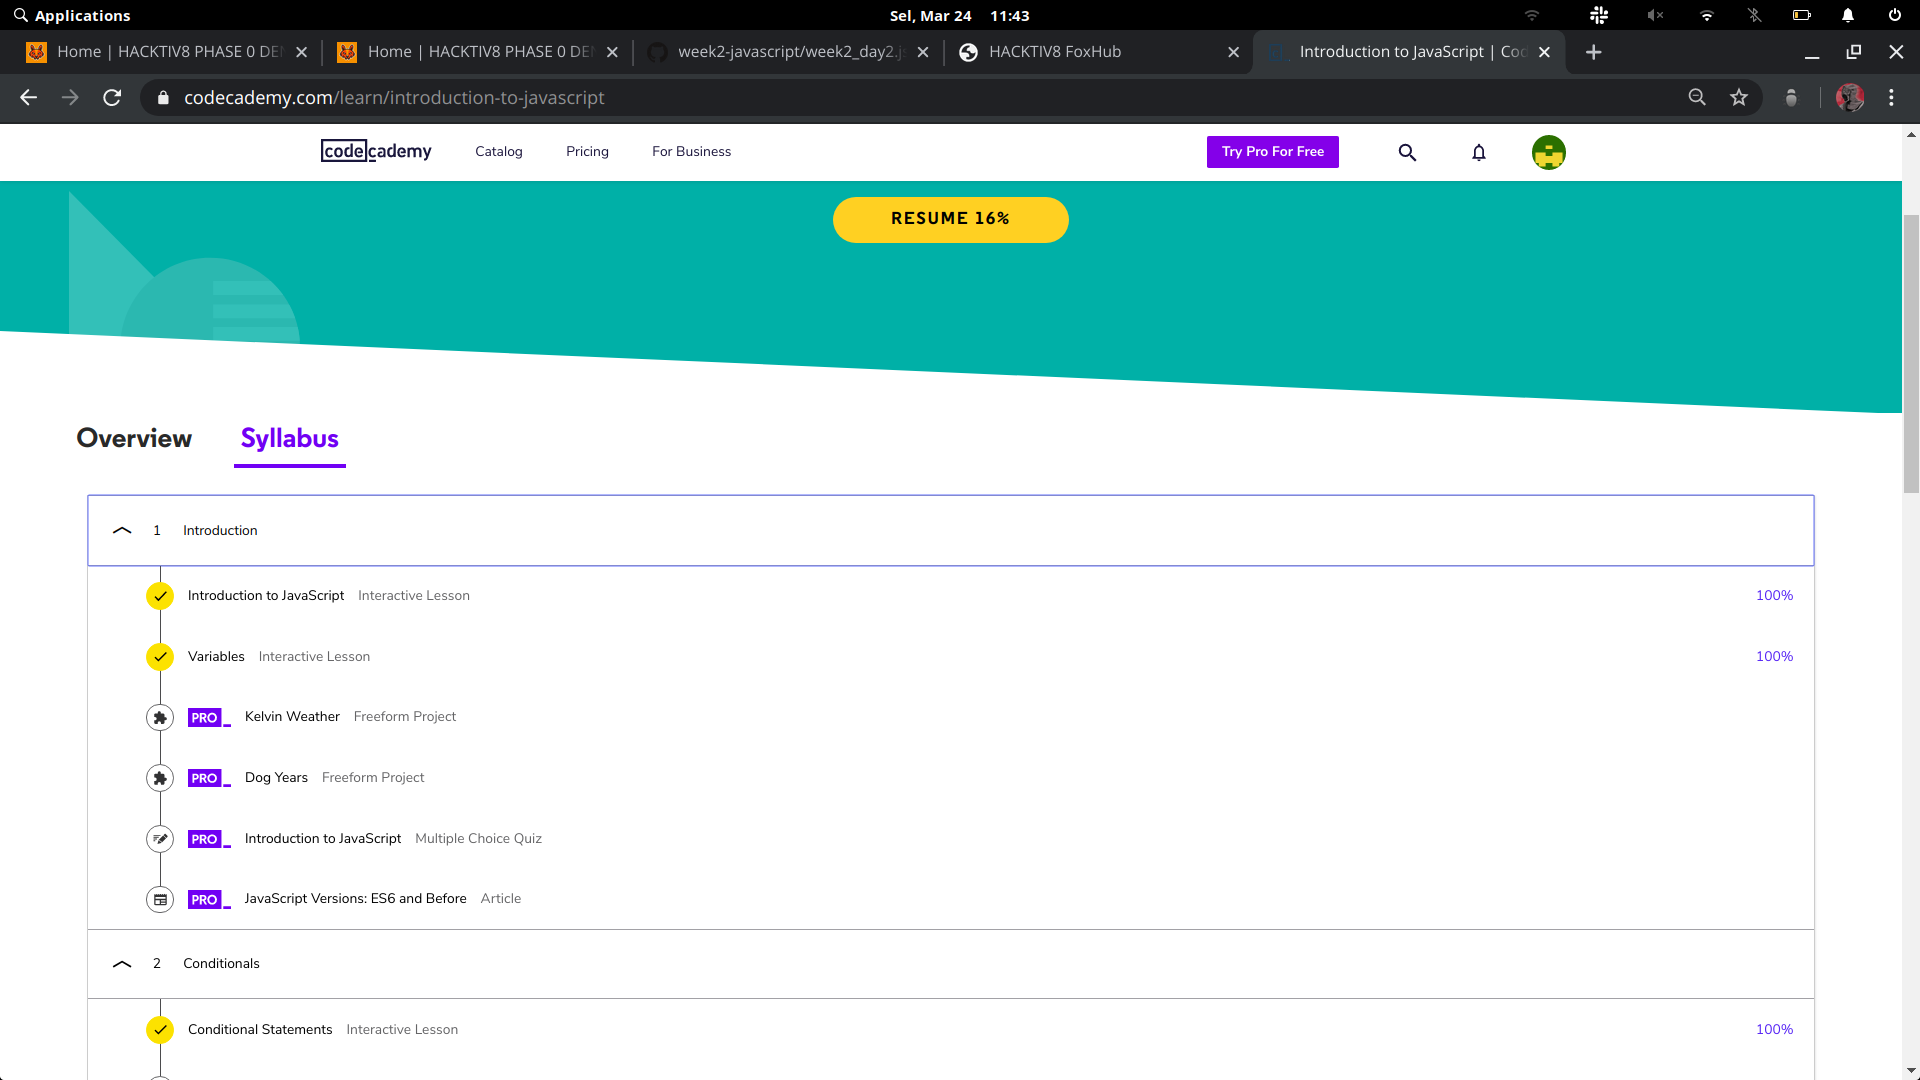 Applications
Sel, Mar 24 11:43
Home | HACKTIV8 PHASE 0 DE
Home | HACKTIV8 PHASE 0 DE
week2-javascript/week2_day2.j
HACKTIV8 FoxHub
Introduction to JavaScript | Co
codecademy.com/learn/introduction-to-javascript
codecademy
Catalog
Pricing
For Business
Try Pro For Free
RESUME 16%
Overview
Syllabus
1 Introduction
Introduction to JavaScript Interactive Lesson 100%
Variables Interactive Lesson 100%
PRO_ Kelvin Weather Freeform Project
PRO_ Dog Years Freeform Project
PRO_ Introduction to JavaScript Multiple Choice Quiz
PRO_ JavaScript Versions: ES6 and Before Article
2 Conditionals
Conditional Statements Interactive Lesson 100%